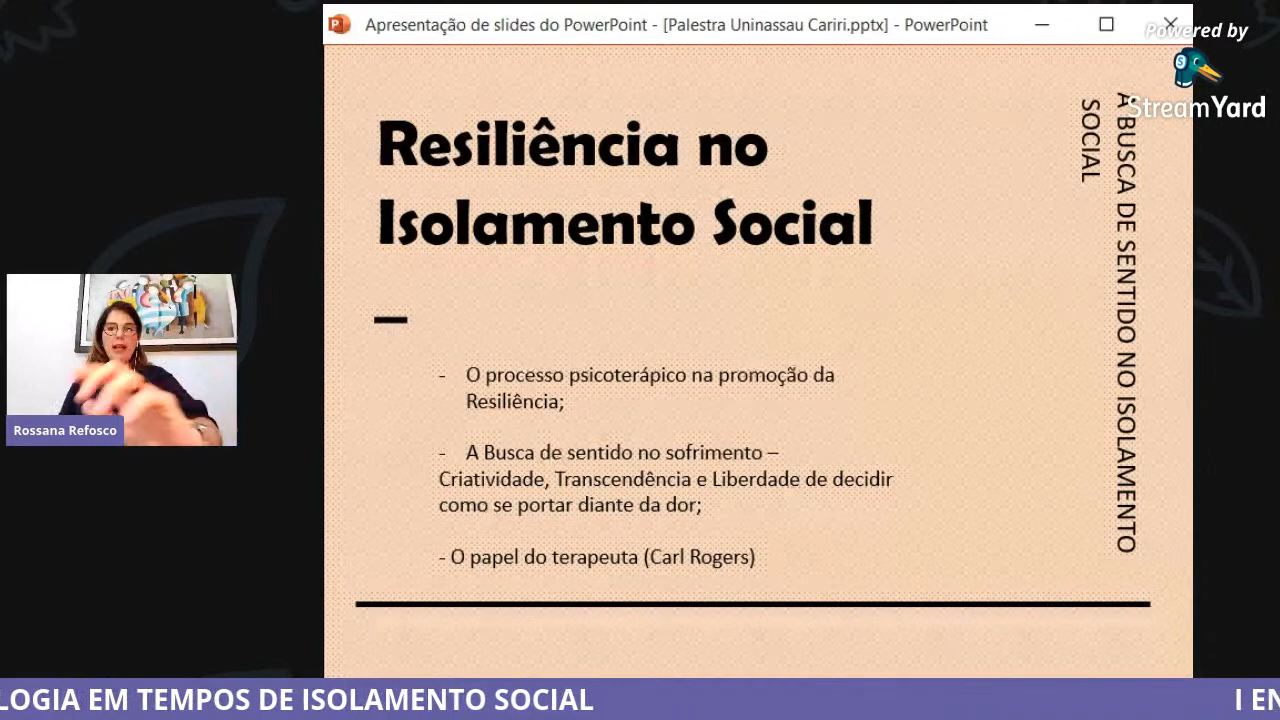 Apresentação de slides do PowerPoint - [Palestra Uninassau Cariri.pptx] - PowerPoint
Powered by
StreamYard
Resiliência no
Isolamento Social
A BUSCA DE SENTIDO NO ISOLAMENTO
SOCIAL
- O processo psicoterápico na promoção da
Resiliência;
- A Busca de sentido no sofrimento –
Criatividade, Transcendência e Liberdade de decidir
como se portar diante da dor;
- O papel do terapeuta (Carl Rogers)
Rossana Refosco
LOGIA EM TEMPOS DE ISOLAMENTO SOCIAL
I EN